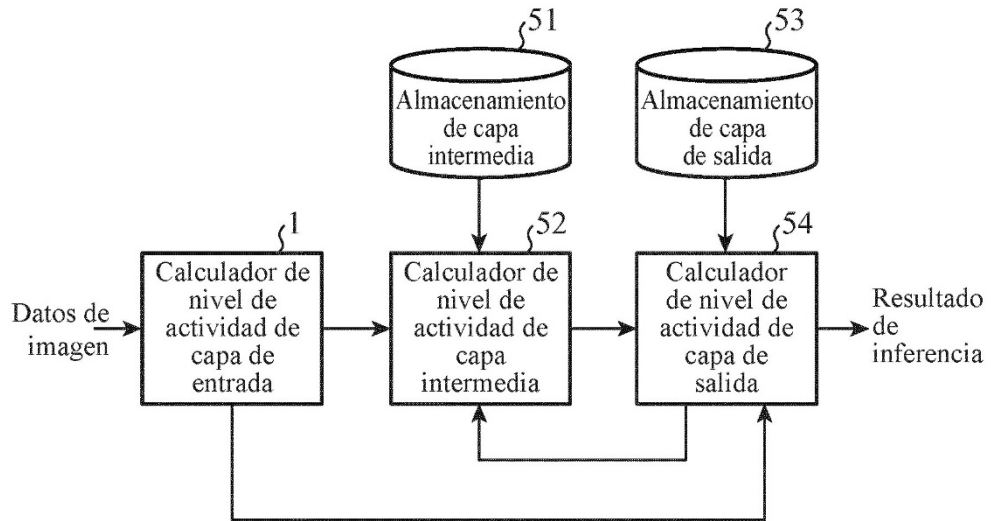 51
53
Almacenamiento
de capa
intermedia
Almacenamiento
de capa
de salida
1
52
54
Datos de
imagen
Calculador de
nivel de
actividad de
capa de
entrada
Calculador de
nivel de
actividad de
capa
intermedia
Calculador
de nivel de
actividad de
capa de
salida
Resultado
de
inferencia